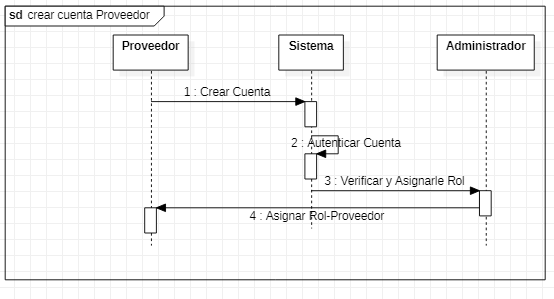 sd crear cuenta Proveedor
Proveedor
Sistema
Administrador
1 : Crear Cuenta
2 : Autenticar Cuenta
3 : Verificar y Asignarle Rol
4 : Asignar Rol-Proveedor